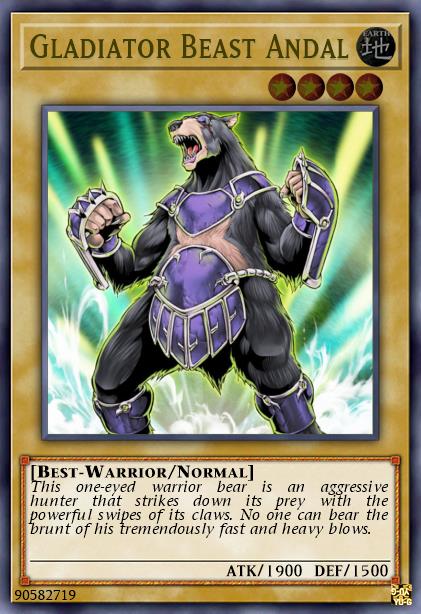 GLADIATOR BEAST ANDAL
EARTH
地
[BEST-WARRIOR/NORMAL]
This one-eyed warrior bear is an aggressive
hunter that strikes down its prey with the
powerful swipes of its claws. No one can bear the
brunt of his tremendously fast and heavy blows.
ATK/1900 DEF/1500
90582719